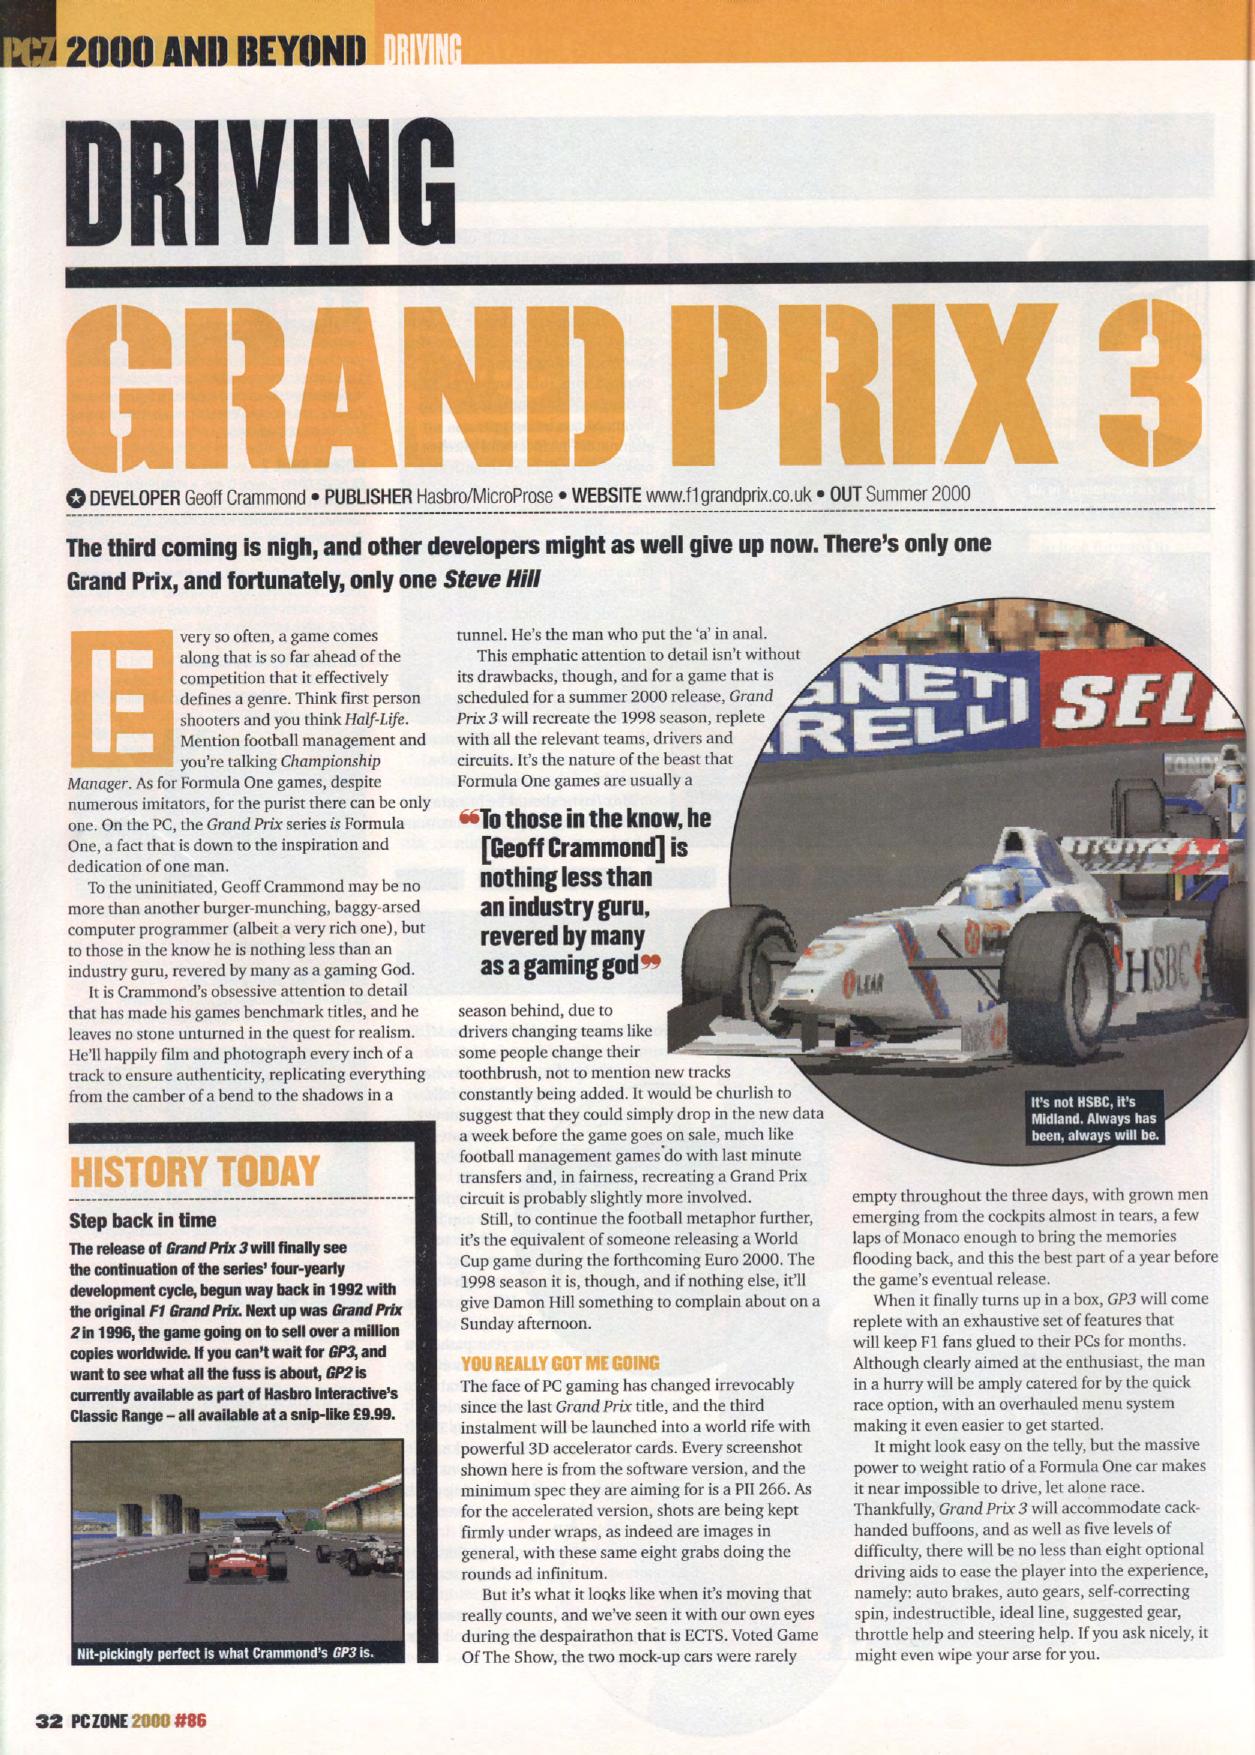 PCZ 2000 AND BEYOND DRIVING
DRIVING
GRAND PRIX 3
DEVELOPER Geoff Crammond • PUBLISHER Hasbro/MicroProse • WEBSITE www.f1grandprix.co.uk • OUT Summer 2000
The third coming is nigh, and other developers might as well give up now. There's only one
Grand Prix, and fortunately, only one Steve Hill
Every so often, a game comes
along that is so far ahead of the
competition that it effectively
defines a genre. Think first person
shooters and you think Half-Life.
Mention football management and
you're talking Championship
Manager. As for Formula One games, despite
numerous imitators, for the purist there can be only
one. On the PC, the Grand Prix series is Formula
One, a fact that is down to the inspiration and
dedication of one man.
To the uninitiated, Geoff Crammond may be no
more than another burger-munching, baggy-arsed
computer programmer (albeit a very rich one), but
to those in the know he is nothing less than an
industry guru, revered by many as a gaming God.
It is Crammond's obsessive attention to detail
that has made his games benchmark titles, and he
leaves no stone unturned in the quest for realism.
He'll happily film and photograph every inch of a
track to ensure authenticity, replicating everything
from the camber of a bend to the shadows in a
HISTORY TODAY
Step back in time
The release of Grand Prix 3 will finally see
the continuation of the series' four-yearly
development cycle, begun way back in 1992 with
the original F1 Grand Prix. Next up was Grand Prix
2 in 1996, the game going on to sell over a million
copies worldwide. If you can't wait for GP3, and
want to see what all the fuss is about, GP2 is
currently available as part of Hasbro Interactive's
Classic Range – all available at a snip-like £9.99.
Nit-pickingly perfect is what Crammond's GP3 is.
tunnel. He's the man who put the 'a' in anal.
This emphatic attention to detail isn't without
its drawbacks, though, and for a game that is
scheduled for a summer 2000 release, Grand
Prix 3 will recreate the 1998 season, replete
with all the relevant teams, drivers and
circuits. It's the nature of the beast that
Formula One games are usually a
“To those in the know, he
[Geoff Crammond] is
nothing less than
an industry guru,
revered by many
as a gaming god”
season behind, due to
drivers changing teams like
some people change their
toothbrush, not to mention new tracks
constantly being added. It would be churlish to
suggest that they could simply drop in the new data
a week before the game goes on sale, much like
football management games do with last minute
transfers and, in fairness, recreating a Grand Prix
circuit is probably slightly more involved.
Still, to continue the football metaphor further,
it's the equivalent of someone releasing a World
Cup game during the forthcoming Euro 2000. The
1998 season it is, though, and if nothing else, it'll
give Damon Hill something to complain about on a
Sunday afternoon.
YOU REALLY GOT ME GOING
The face of PC gaming has changed irrevocably
since the last Grand Prix title, and the third
instalment will be launched into a world rife with
powerful 3D accelerator cards. Every screenshot
shown here is from the software version, and the
minimum spec they are aiming for is a PII 266. As
for the accelerated version, shots are being kept
firmly under wraps, as indeed are images in
general, with these same eight grabs doing the
rounds ad infinitum.
But it's what it looks like when it's moving that
really counts, and we've seen it with our own eyes
during the despairathon that is ECTS. Voted Game
Of The Show, the two mock-up cars were rarely
GNETI
RELLI
SEL
LEAR
HSBC
It's not HSBC, it's
Midland. Always has
been, always will be.
empty throughout the three days, with grown men
emerging from the cockpits almost in tears, a few
laps of Monaco enough to bring the memories
flooding back, and this the best part of a year before
the game's eventual release.
When it finally turns up in a box, GP3 will come
replete with an exhaustive set of features that
will keep F1 fans glued to their PCs for months.
Although clearly aimed at the enthusiast, the man
in a hurry will be amply catered for by the quick
race option, with an overhauled menu system
making it even easier to get started.
It might look easy on the telly, but the massive
power to weight ratio of a Formula One car makes
it near impossible to drive, let alone race.
Thankfully, Grand Prix 3 will accommodate cack-
handed buffoons, and as well as five levels of
difficulty, there will be no less than eight optional
driving aids to ease the player into the experience,
namely: auto brakes, auto gears, self-correcting
spin, indestructible, ideal line, suggested gear,
throttle help and steering help. If you ask nicely, it
might even wipe your arse for you.
32 PC ZONE 2000 #86